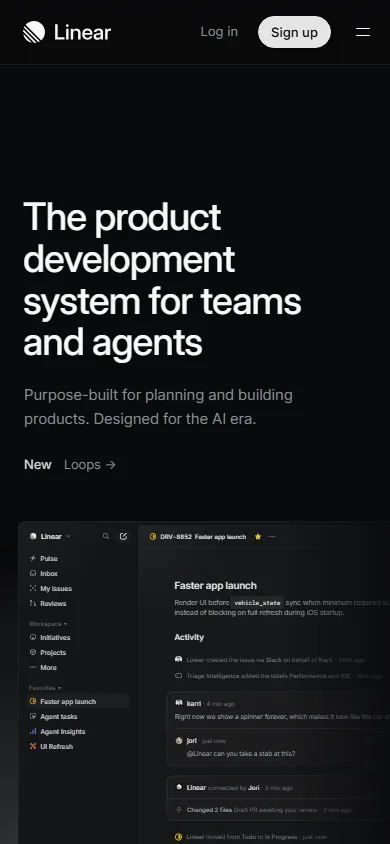 Linear
Log in
Sign up
The product
development
system for teams
and agents
Purpose-built for planning and building
products. Designed for the AI era.
New Loops →
Linear
Pulse
Inbox
My issues
Reviews
Workspace
Initiatives
Projects
More
Favorites
Faster app launch
Agent tasks
Agent Insights
UI Refresh
DRV-8852 Faster app launch
Faster app launch
Render UI before vehicle_state sync when minimum required
instead of blocking on full refresh during iOS startup.
Activity
Linear created the issue via Slack on behalf of Karri · 2min ago
Triage Intelligence added the labels Performance and iOS · 2min
karri · 4 min ago
Right now we show a spinner forever, which makes it look like the
jori · just now
@Linear can you take a stab at this?
Linear connected by Jori · 2 min ago
Changed 2 files Draft PR awaiting your review · 2 min ago
Linear moved from Todo to In Progress · just now